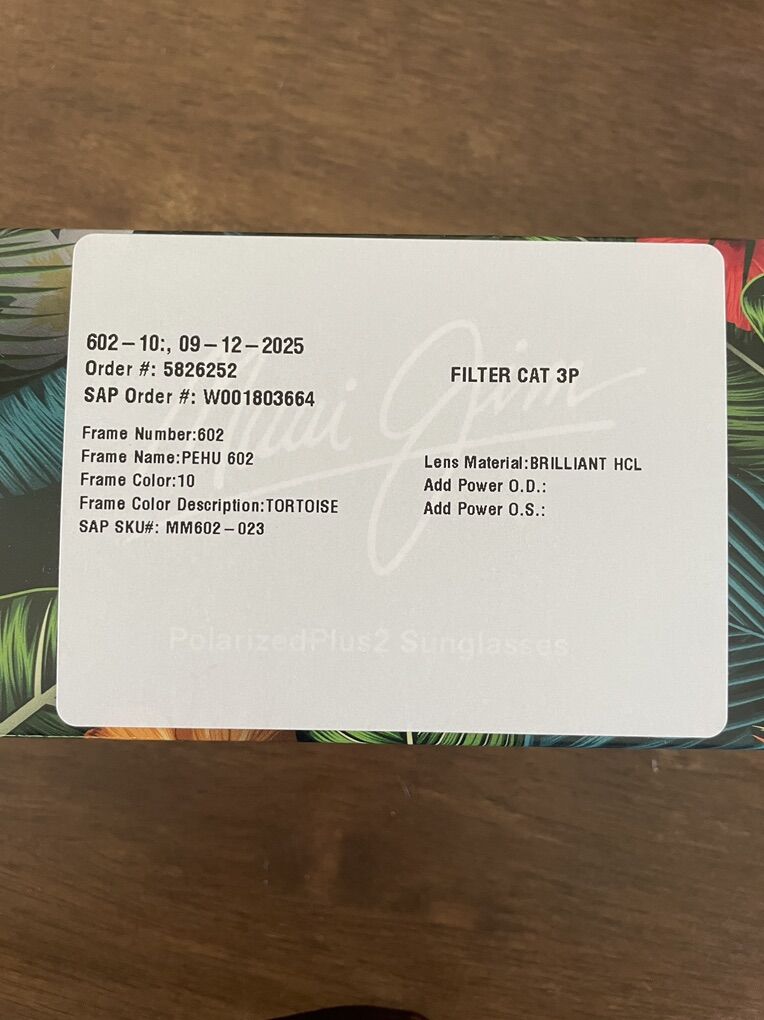 602-10:, 09-12-2025
Order #: 5826252
SAP Order #: W001803664
FILTER CAT 3P
Frame Number:602
Frame Name:PEHU 602
Frame Color:10
Frame Color Description:TORTOISE
SAP SKU#: MM602-023
Lens Material:BRILLIANT HCL
Add Power O.D.:
Add Power O.S.:
Maui Jim
PolarizedPlus2 Sunglasses